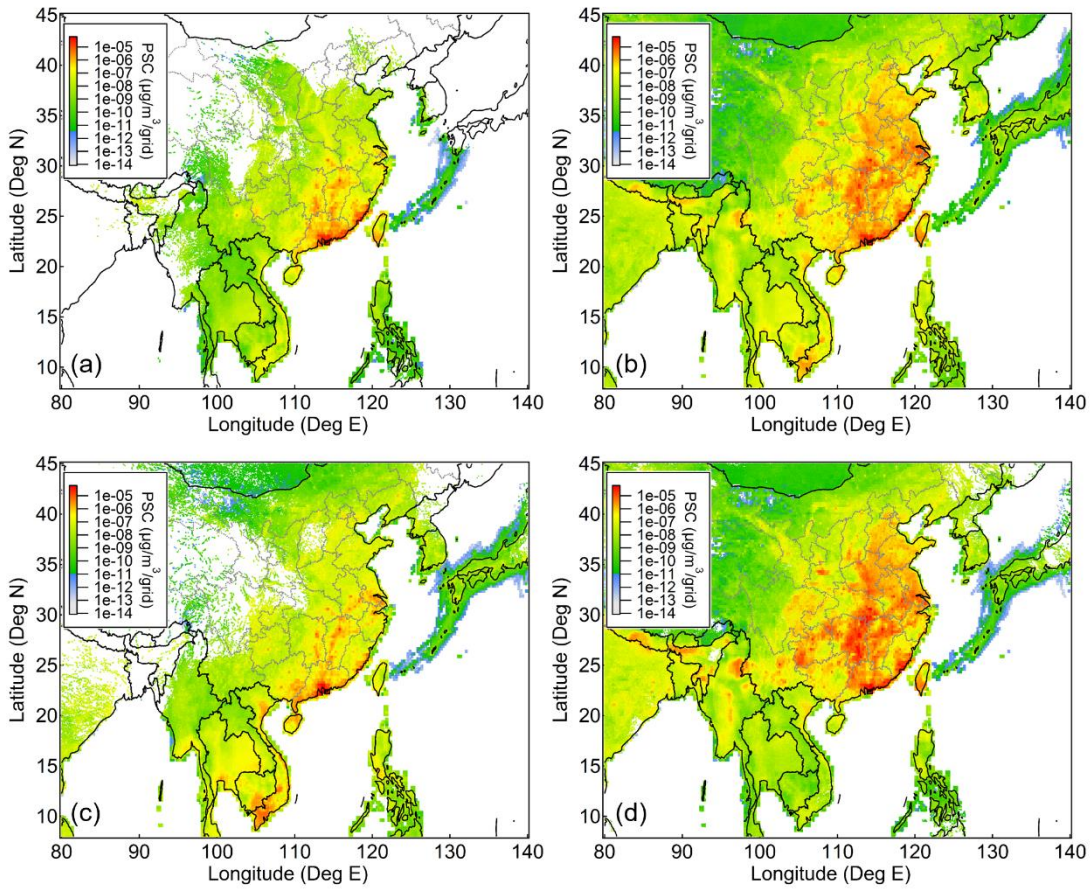 45
40
35
30
25
20
15
10
Latitude (Deg N)
1e-05
1e-06
1e-07
1e-08
1e-09
1e-10
1e-11
1e-12
1e-13
1e-14
PSC (µg/m³/grid)
(a)
80 90 100 110 120 130 140
Longitude (Deg E)
45
40
35
30
25
20
15
10
Latitude (Deg N)
1e-05
1e-06
1e-07
1e-08
1e-09
1e-10
1e-11
1e-12
1e-13
1e-14
PSC (µg/m³/grid)
(b)
80 90 100 110 120 130 140
Longitude (Deg E)
45
40
35
30
25
20
15
10
Latitude (Deg N)
1e-05
1e-06
1e-07
1e-08
1e-09
1e-10
1e-11
1e-12
1e-13
1e-14
PSC (µg/m³/grid)
(c)
80 90 100 110 120 130 140
Longitude (Deg E)
45
40
35
30
25
20
15
10
Latitude (Deg N)
1e-05
1e-06
1e-07
1e-08
1e-09
1e-10
1e-11
1e-12
1e-13
1e-14
PSC (µg/m³/grid)
(d)
80 90 100 110 120 130 140
Longitude (Deg E)